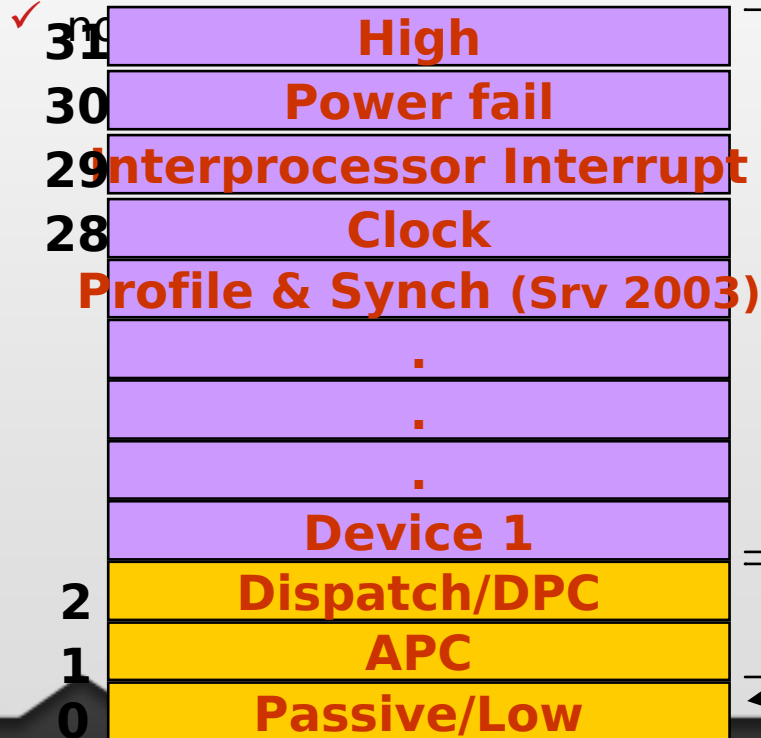 31 High
30 Power fail
29 Interprocessor Interrupt
28 Clock
Profile & Synch (Srv 2003)
.
.
.
Device 1
2 Dispatch/DPC
1 APC
0 Passive/Low